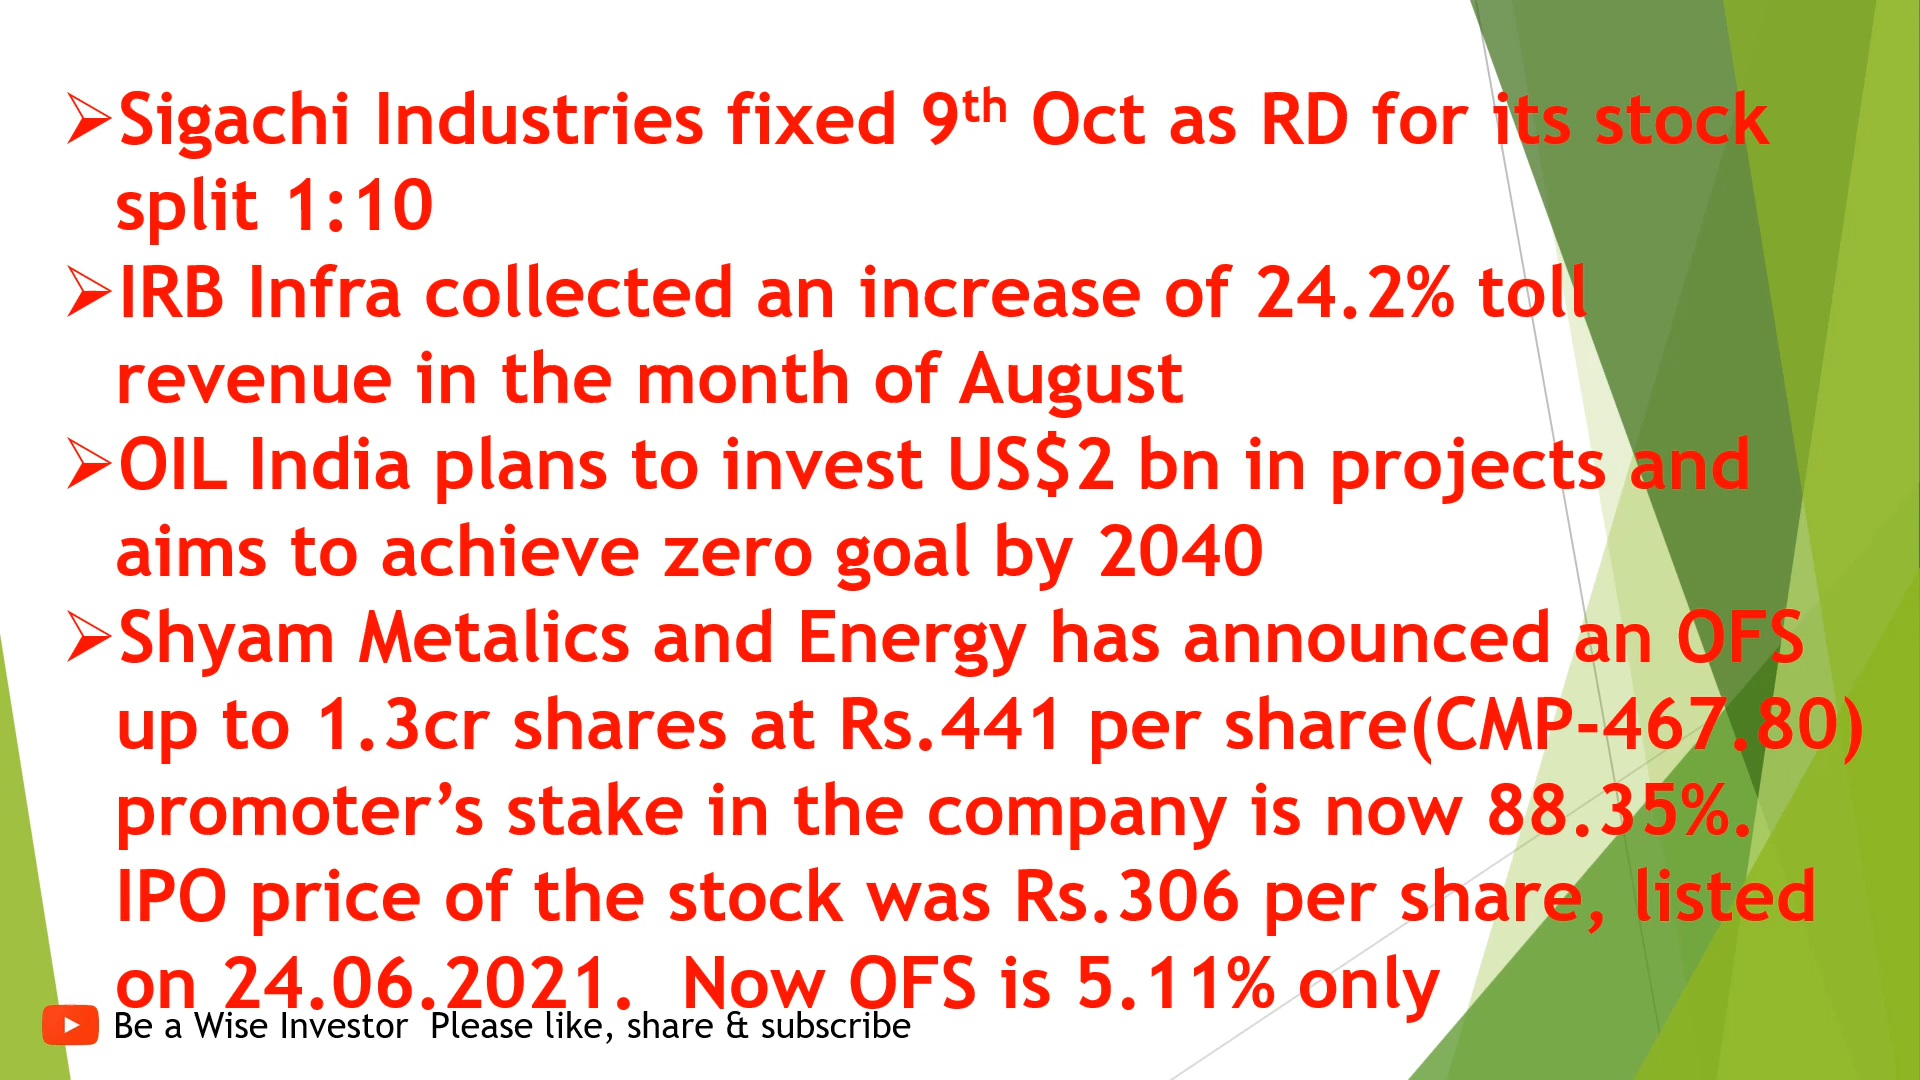 ➢Sigachi Industries fixed 9th Oct as RD for its stock
split 1:10
➢IRB Infra collected an increase of 24.2% toll
revenue in the month of August
➢OIL India plans to invest US$2 bn in projects and
aims to achieve zero goal by 2040
➢Shyam Metalics and Energy has announced an OFS
up to 1.3cr shares at Rs.441 per share(CMP-467.80)
promoter’s stake in the company is now 88.35%.
IPO price of the stock was Rs.306 per share, listed
on 24.06.2021.  Now OFS is 5.11% only
Be a Wise Investor  Please like, share & subscribe